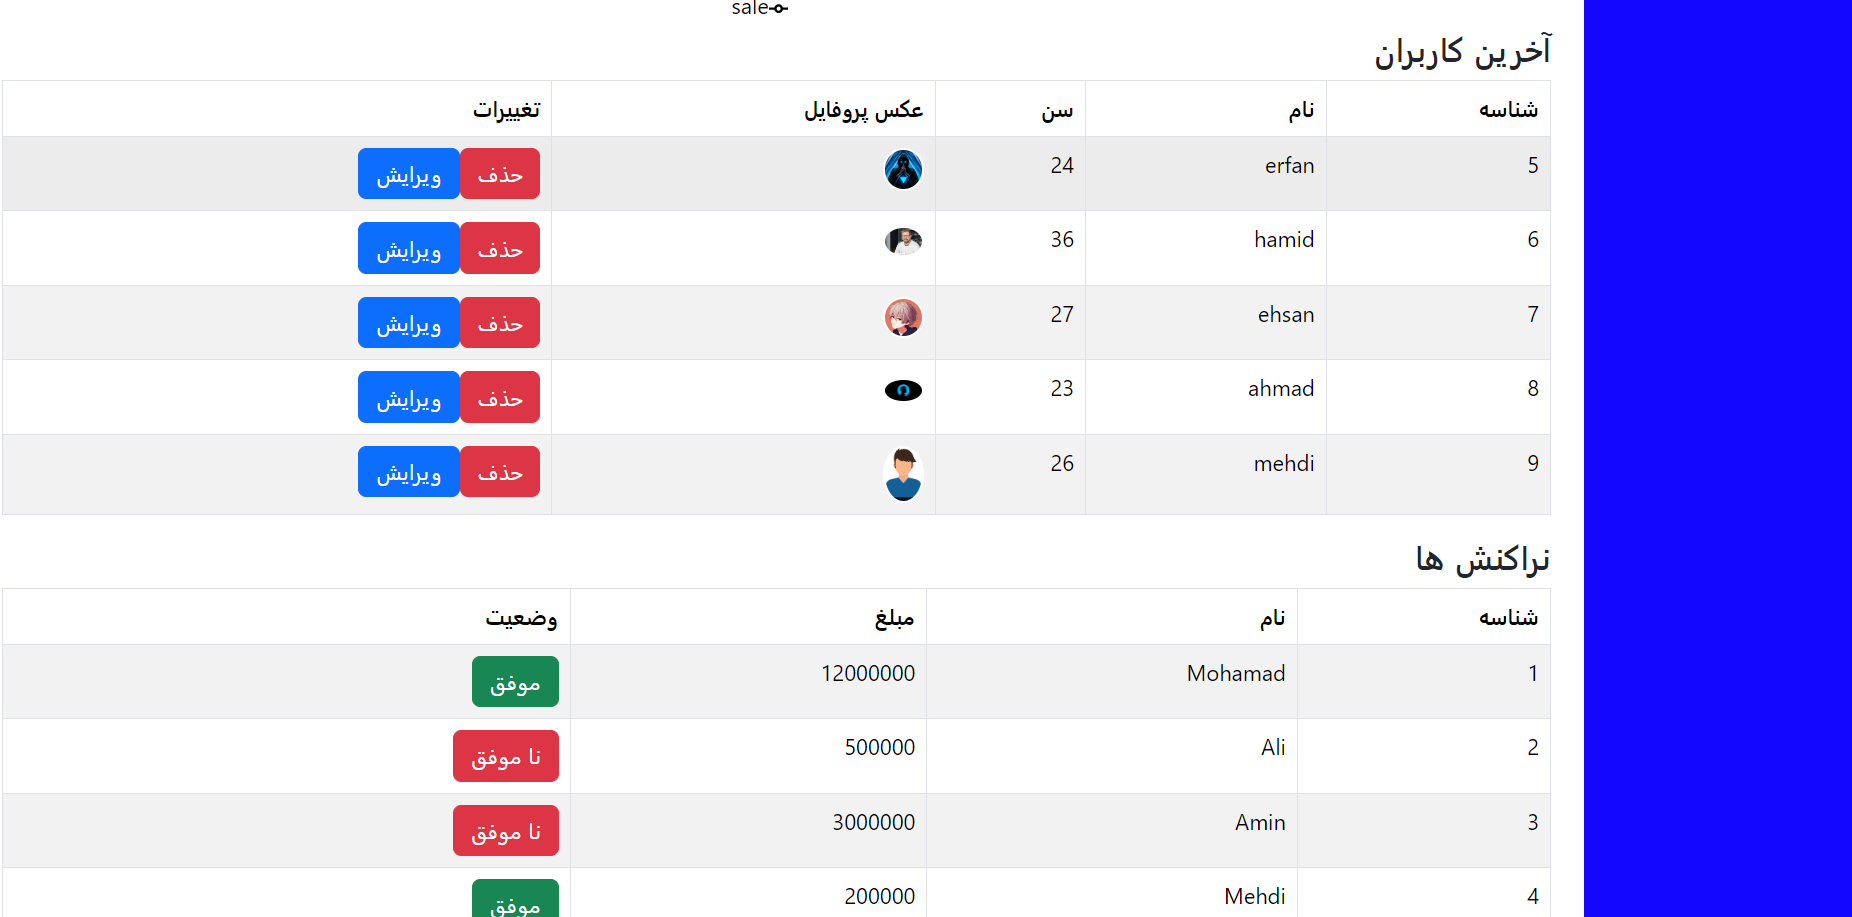 sale
آخرین کاربران
شناسه نام سن عکس پروفایل تغییرات
5 erfan 24 حذف ویرایش
6 hamid 36 حذف ویرایش
7 ehsan 27 حذف ویرایش
8 ahmad 23 حذف ویرایش
9 mehdi 26 حذف ویرایش
نراکنش ها
شناسه نام مبلغ وضعیت
1 Mohamad 12000000 موفق
2 Ali 500000 نا موفق
3 Amin 3000000 نا موفق
4 Mehdi 200000 موفق